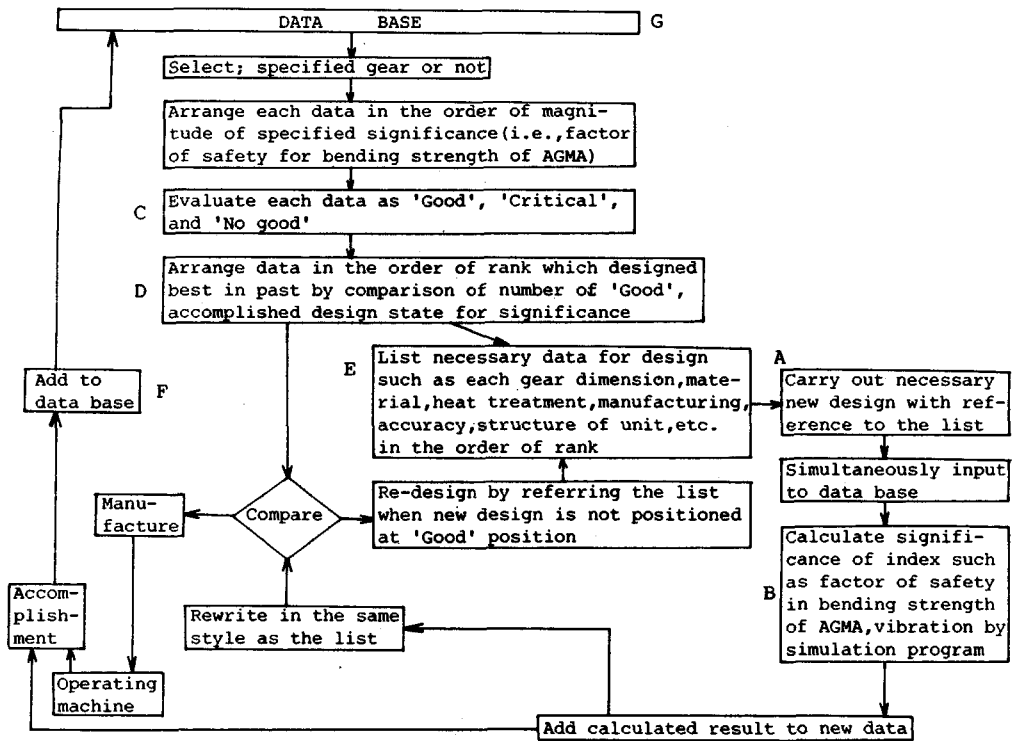 DATA BASE G
Select; specified gear or not
Arrange each data in the order of magni-
tude of specified significance(i.e.,factor
of safety for bending strength of AGMA)
C
Evaluate each data as 'Good', 'Critical',
and 'No good'
D
Arrange data in the order of rank which designed
best in past by comparison of number of 'Good',
accomplished design state for significance
E
List necessary data for design
such as each gear dimension,mate-
rial,heat treatment,manufacturing,
accuracy,structure of unit,etc.
in the order of rank
A
Carry out necessary
new design with ref-
erence to the list
Simultaneously input
to data base
B
Calculate signifi-
cance of index such
as factor of safety
in bending strength
of AGMA,vibration by
simulation program
Add calculated result to new data
Re-design by referring the list
when new design is not positioned
at 'Good' position
Compare
Rewrite in the same
style as the list
Manu-
facture
Operating
machine
Accom-
plish-
ment
Add to
data base
F